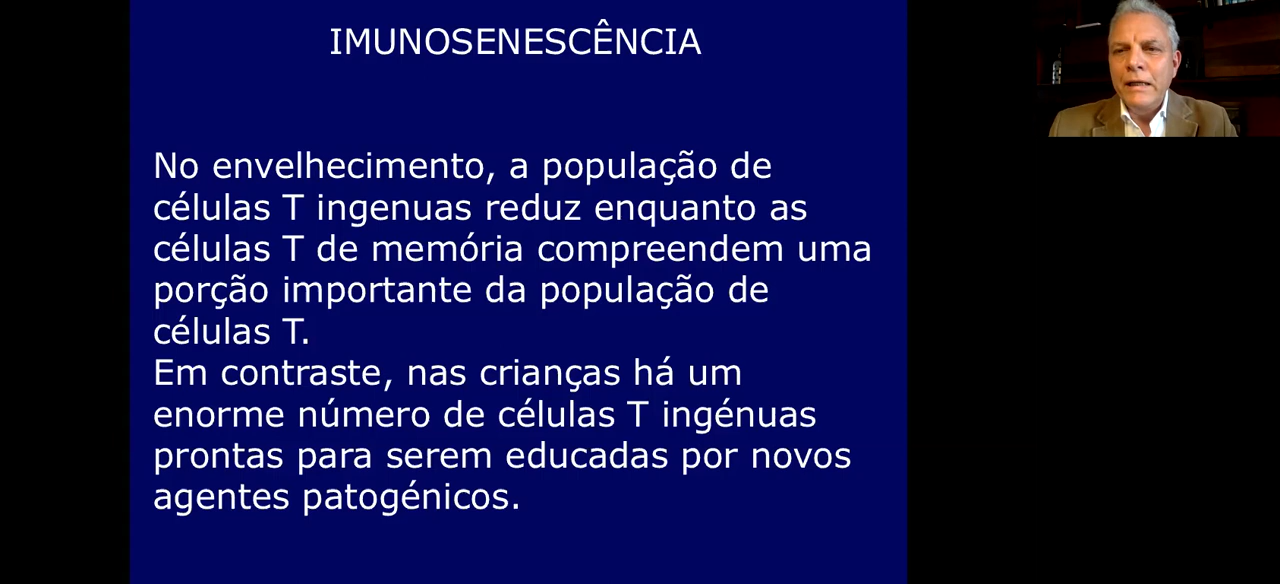 IMUNOSENESCÊNCIA
No envelhecimento, a população de
células T ingenuas reduz enquanto as
células T de memória compreendem uma
porção importante da população de
células T.
Em contraste, nas crianças há um
enorme número de células T ingénuas
prontas para serem educadas por novos
agentes patogénicos.